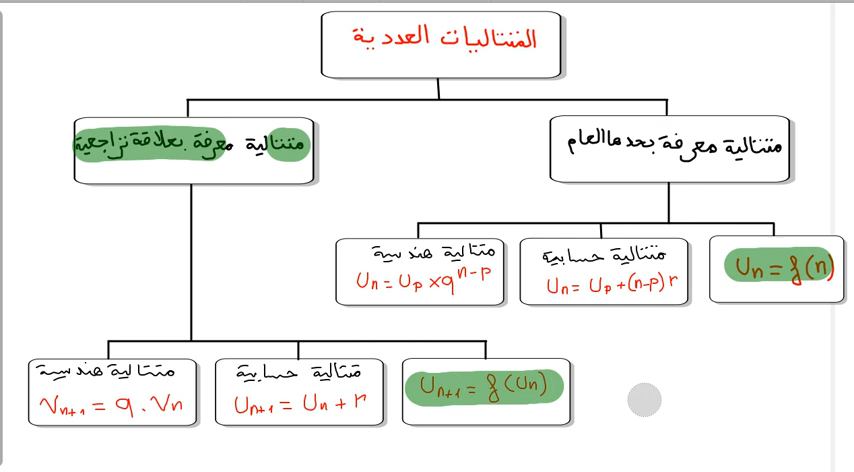 المتتاليات العددية
متتالية معرفة بحدها العام
متتالية معرفة بعلاقة تراجعية
Un = f(n)
متتالية حسابية
Un = Up + (n-p) r
متتالية هندسية
Un = Up × q^n-p
Un+1 = f(Un)
متتالية حسابية
Un+1 = Un + r
متتالية هندسية
Vn+1 = q . Vn